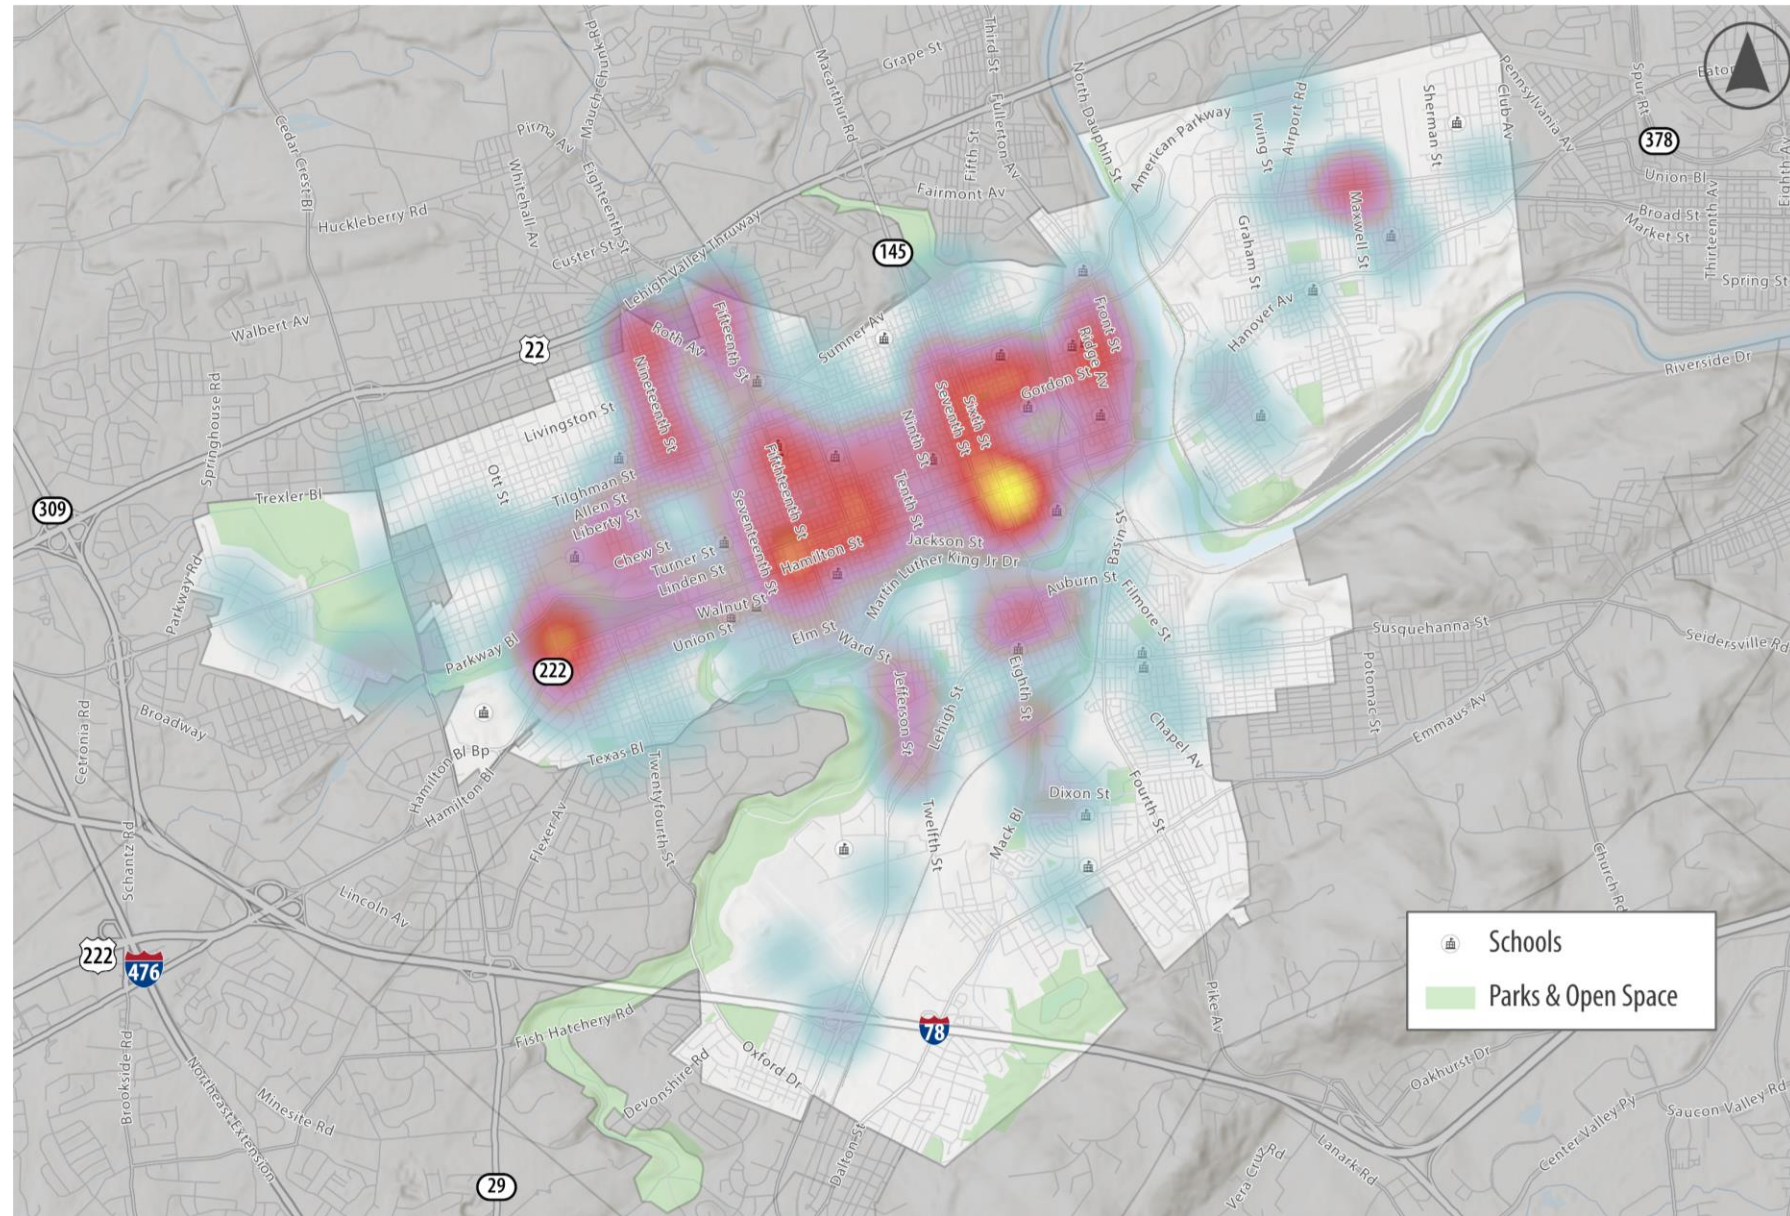 Mauch Chunk Rd
Third St
Grape St
Macarthur Rd
North Dauphin St
Pennsylvania Av
Spur Rt
Eaton
Cedar Crest Bl
Pirma Av
Fullerton Av
Fifth St
American Parkway
Irving St
Airport Rd
Sherman St
Club Av
378
Whitehall Av
Eighteenth St
Fairmont Av
Union Bl
Thirteenth Av
Eighth Av
Huckleberry Rd
Custer St
Lehigh Valley Thruway
145
Graham St
Maxwell St
Broad St
Market St
Spring St
Walbert Av
22
Roth Av
Fifteenth St
Sumner Av
Front St
Ridge Av
Hanover Av
Riverside Dr
Springhouse Rd
Livingston St
Nineteenth St
Ninth St
Seventh St
Sixth St
Gordon St
309
Trexler Bl
Ott St
Tilghman St
Allen St
Liberty St
Chew St
Turner St
Linden St
Seventeenth St
Fifthteenth St
Hamilton St
Tenth St
Jackson St
Martin Luther King Jr Dr
Basin St
Auburn St
Filmore St
Parkway Rd
Walnut St
Union St
Elm St
Ward St
Parkway Bl
222
Susquehanna St
Seidersville Rd
Potomac St
Emmaus Av
Cetronia Rd
Broadway
Jefferson St
Lehigh St
Eighth St
Chapel Av
Hamilton Bl Bp
Hamilton Bl
Texas Bl
Twentyfourth St
Flexer Av
Twelfth St
Mack Bl
Dixon St
Fourth St
Schantz Rd
Lincoln Av
Church Rd
222
476
Schools
Parks & Open Space
Pike Av
Fish Hatchery Rd
78
Brookside Rd
Northeast Extension
Minesite Rd
Devonshire Rd
Oxford Dr
Oakhurst Dr
Center Valley Py
Saucon Valley Rd
29
Dalton St
Vera Cruz Rd
Lanark Rd